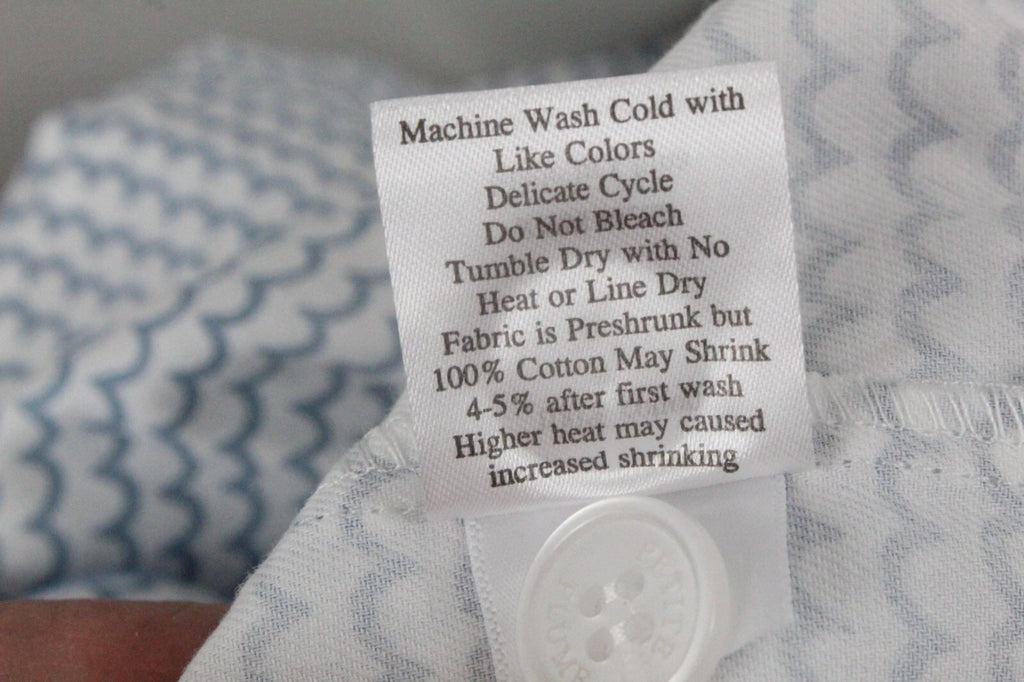 Machine Wash Cold with
Like Colors
Delicate Cycle
Do Not Bleach
Tumble Dry with No
Heat or Line Dry
Fabric is Preshrunk but
100% Cotton May Shrink
4-5% after first wash
Higher heat may caused
increased shrinking